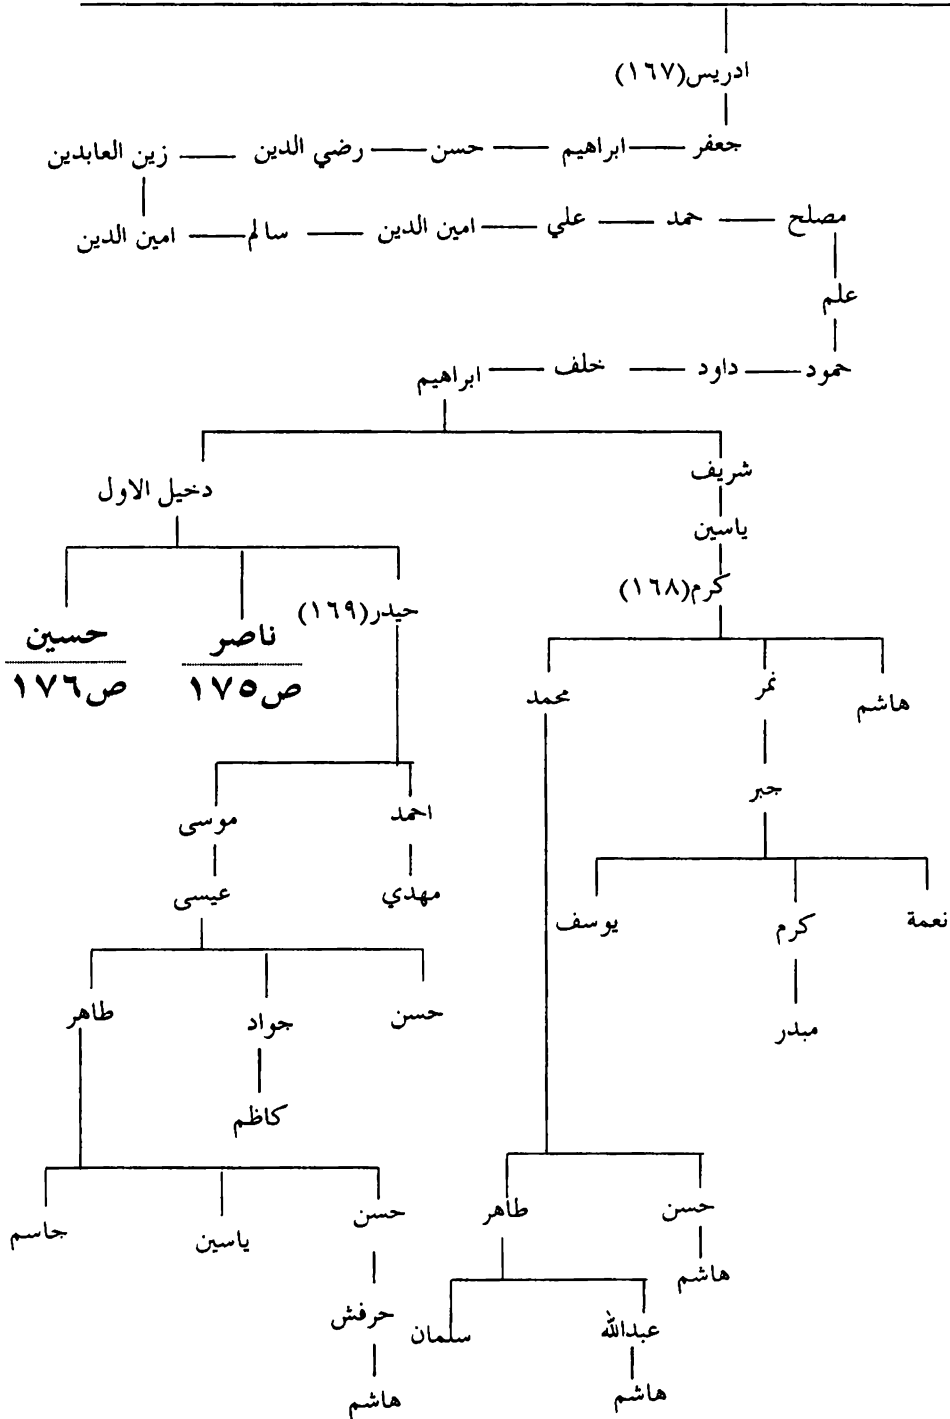 ادريس(١٦٧)
جعفر ابراهيم حسن رضي الدين زين العابدين
مصلح حمد علي امين الدين سالم امين الدين
علم
حمود داود خلف ابراهيم
شريف دخيل الاول
ياسين
كرم(١٦٨) حيدر(١٦٩) ناصر حسين
ص١٧٥ ص١٧٦
هاشم نمر محمد
جبر
احمد موسى
مهدي عيسى
نعمة كرم يوسف
حسن جواد طاهر
مبدر
كاظم
حسن طاهر حسن ياسين جاسم
هاشم
عبدالله سلمان حرفش
هاشم هاشم